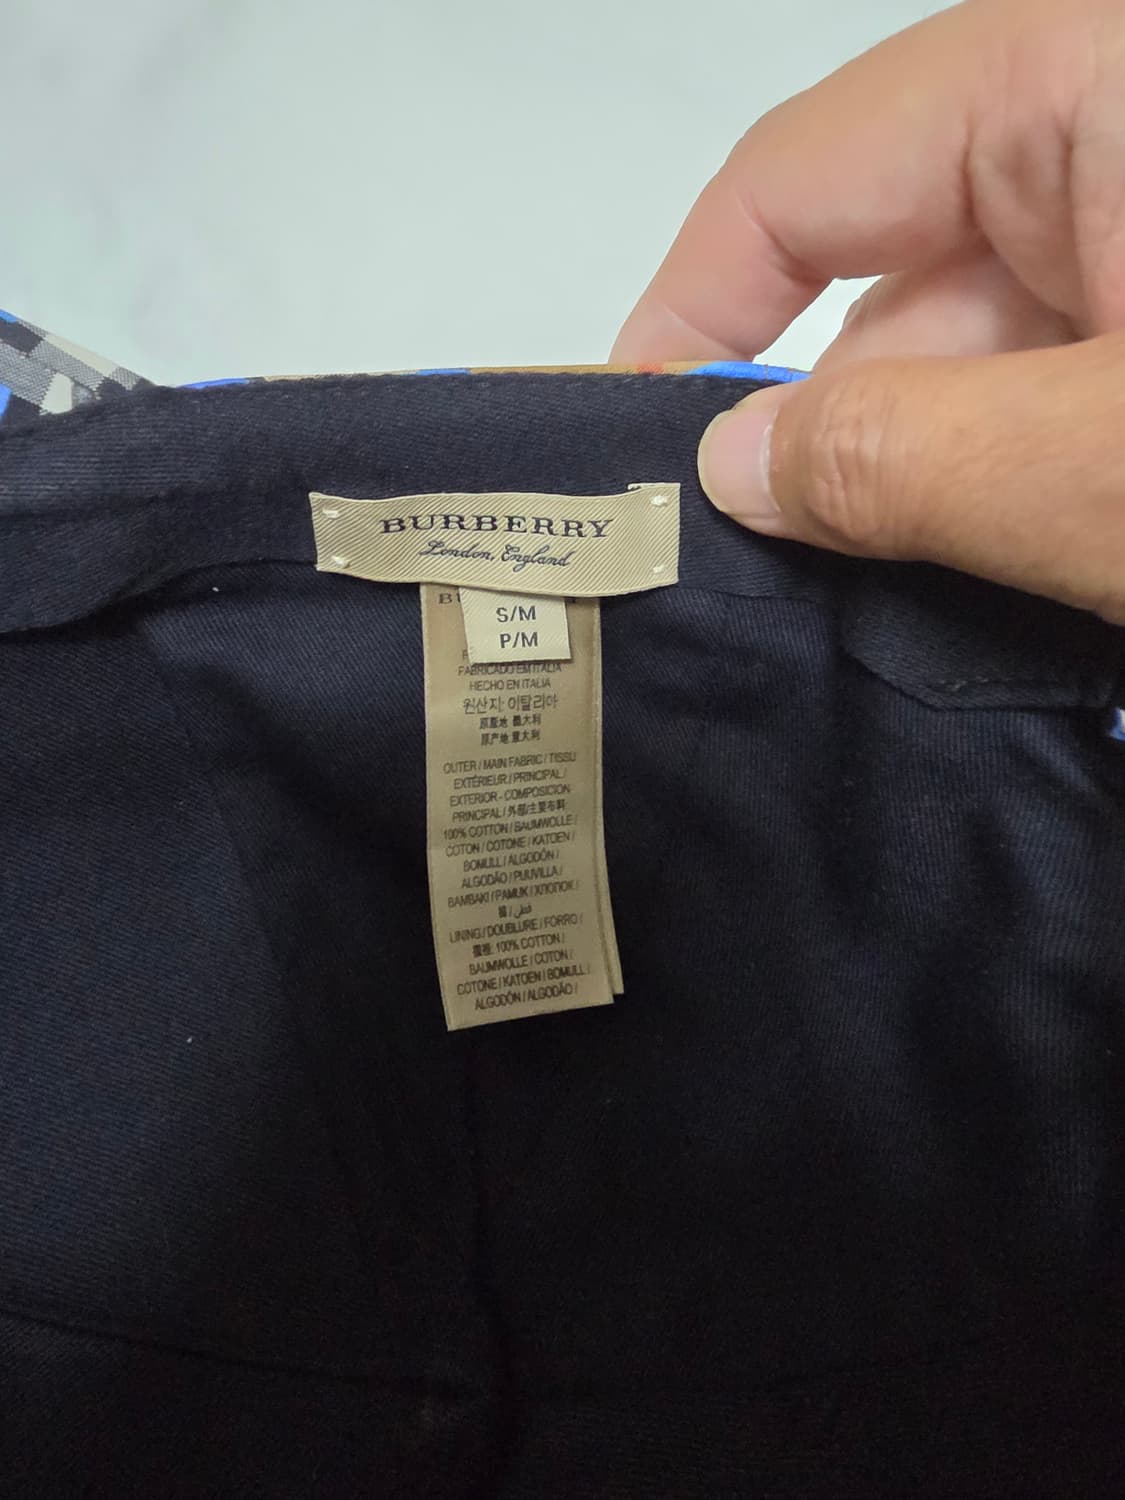 BURBERRY
London, England
S/M
P/M
FABRICADO EM ITALIA
HECHO EN ITALIA
원산지: 이탈리아
原產地 義大利
原产地 意大利
OUTER / MAIN FABRIC / TISSU
EXTÉRIEUR / PRINCIPAL /
EXTERIOR - COMPOSICION
PRINCIPAL / 外部/主要布料:
100% COTTON / BAUMWOLLE /
COTON / COTONE / KATOEN /
BOMULL / ALGODÓN /
ALGODÃO / PUUVILLA /
BAMBAKI / PAMUK / ХЛОПОК /
قطن /
LINING / DOUBLURE / FORRO /
100% COTTON /
BAUMWOLLE / COTON /
COTONE / KATOEN / BOMULL /
ALGODÓN / ALGODÃO /